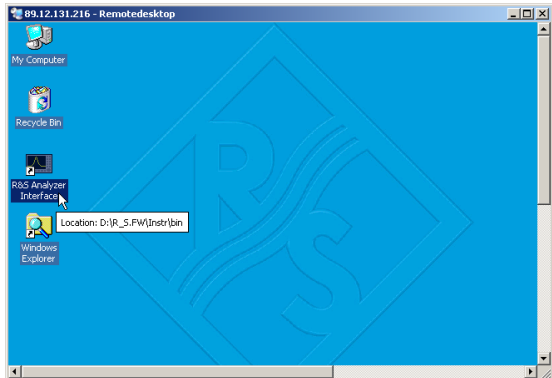 89.12.131.216 - Remotedesktop
My Computer
Recycle Bin
R&S Analyzer
Interface
Location: D:\R_S.FW\Instr\bin
Windows
Explorer
R
S